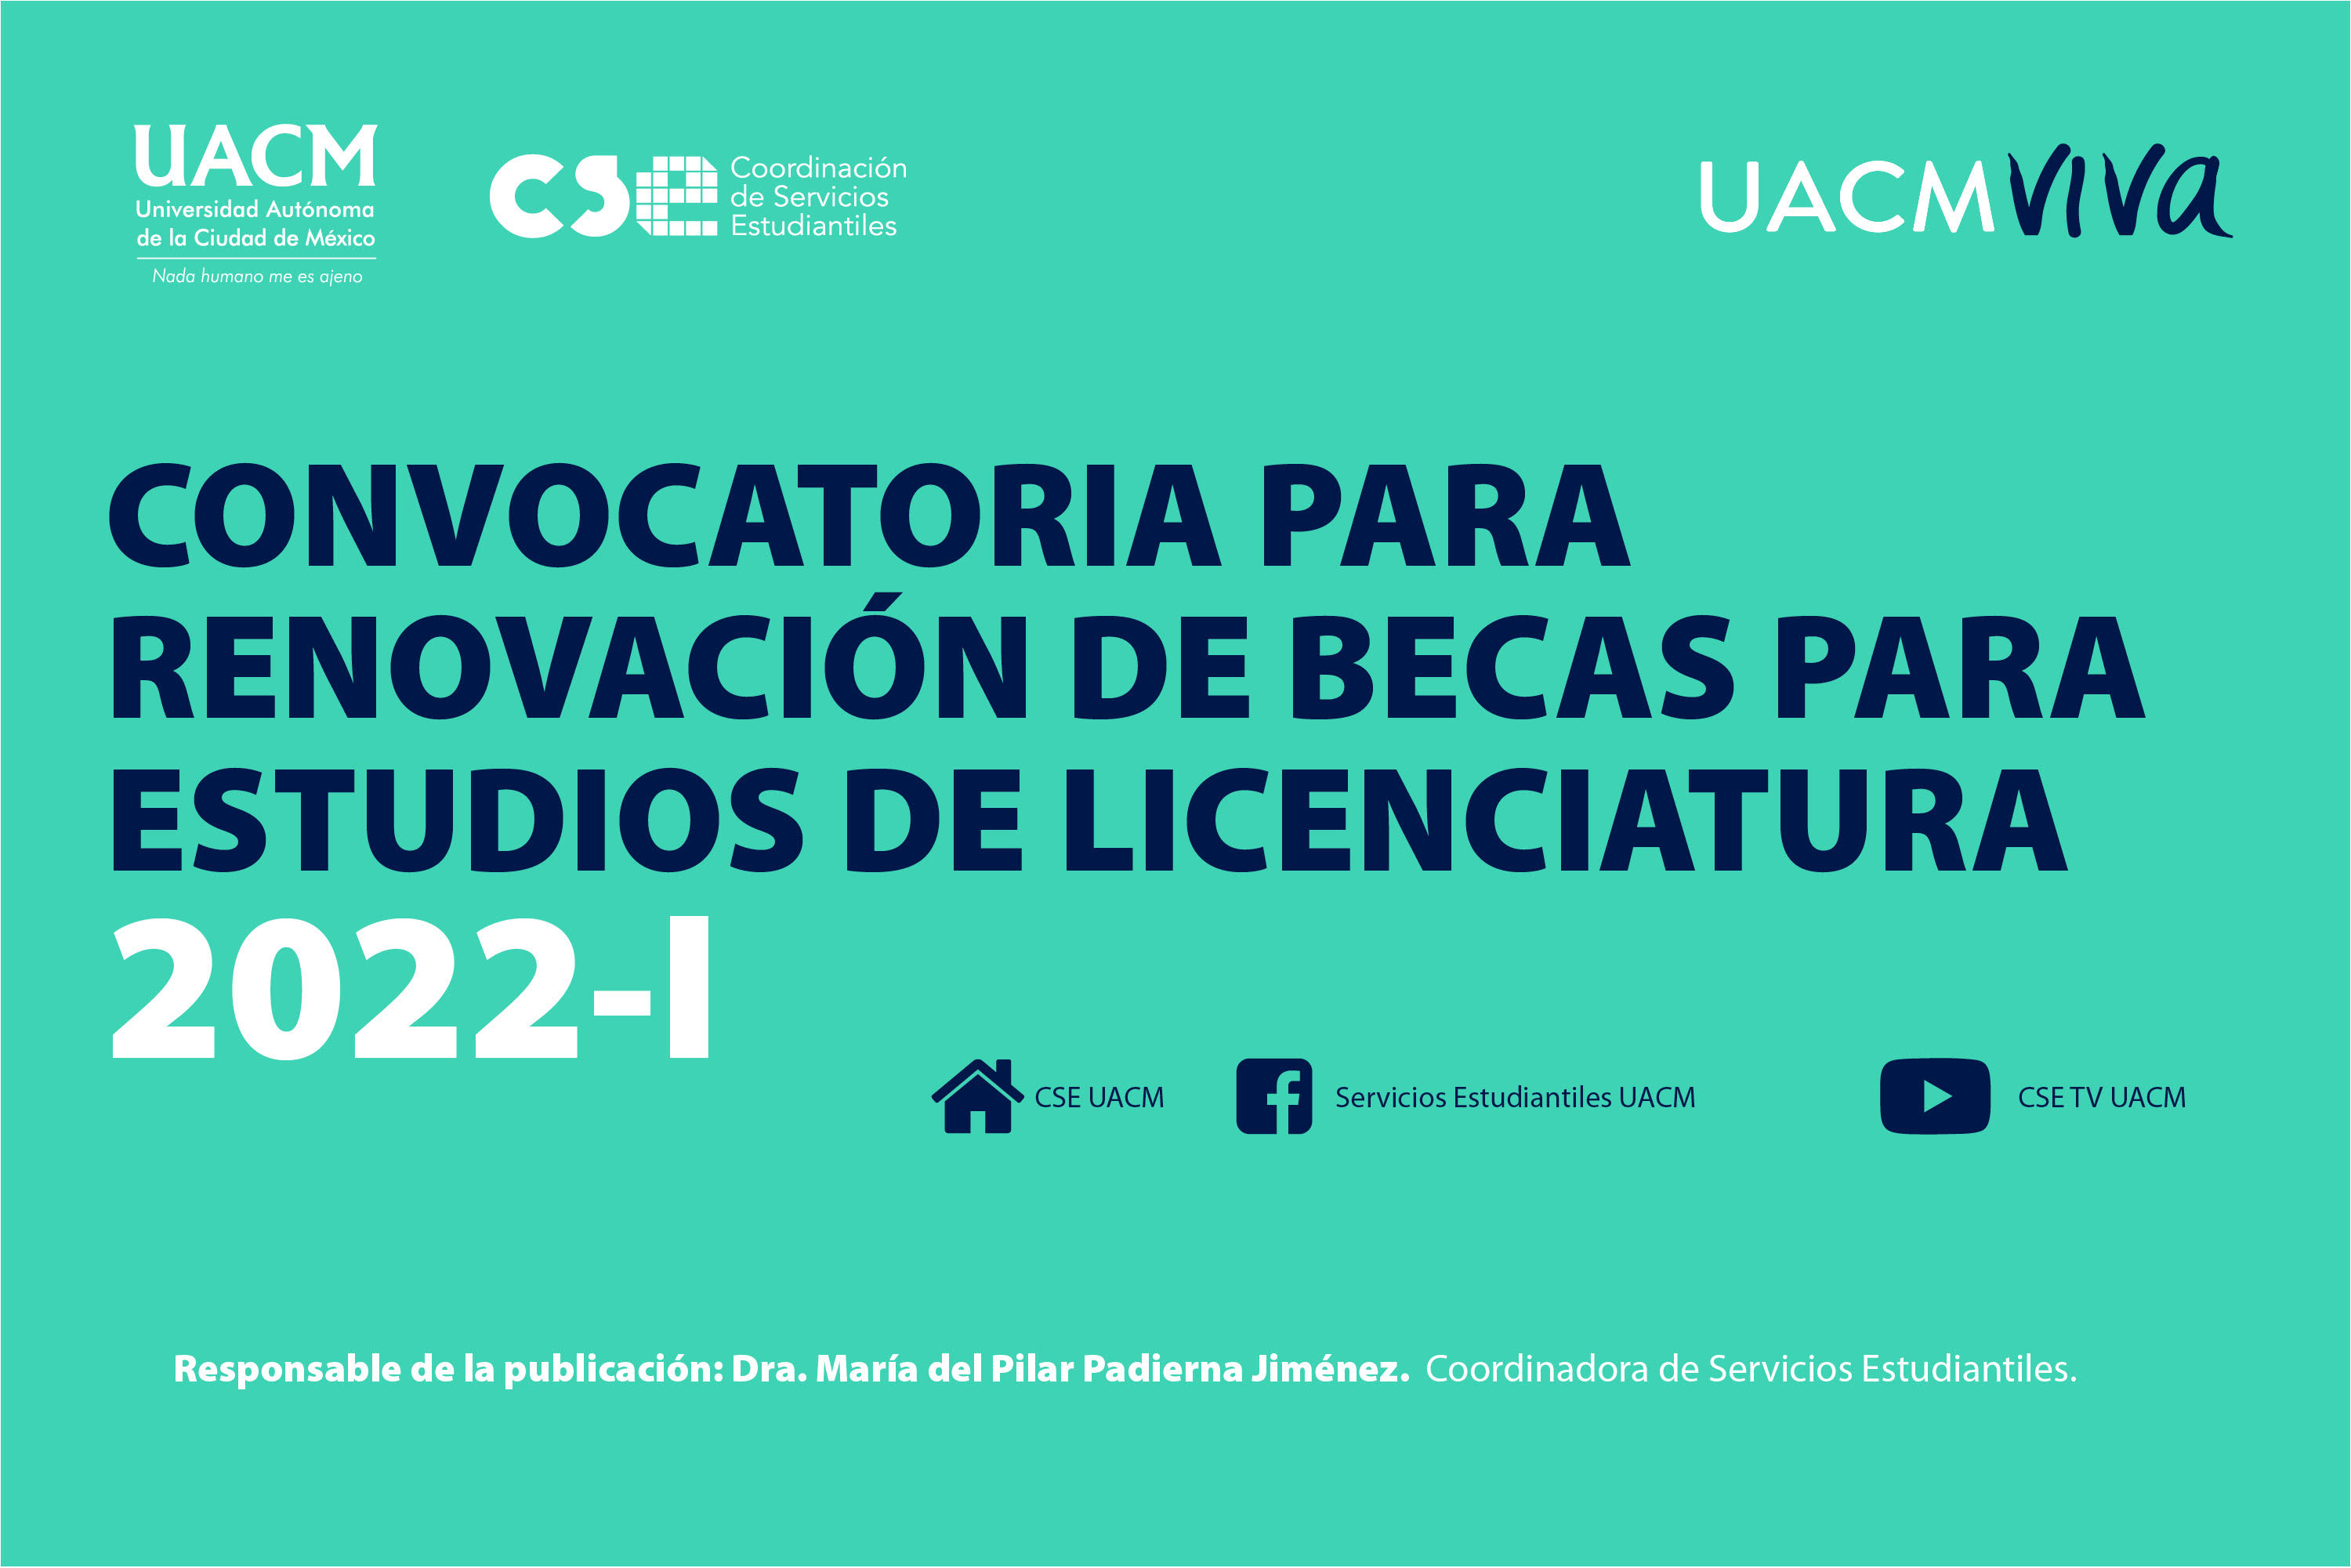 UACM
Universidad Autónoma
de la Ciudad de México
Nada humano me es ajeno
cse
Coordinación
de Servicios
Estudiantiles
UACMviva
CONVOCATORIA PARA
RENOVACIÓN DE BECAS PARA
ESTUDIOS DE LICENCIATURA
2022-I
CSE UACM
Servicios Estudiantiles UACM
CSE TV UACM
Responsable de la publicación: Dra. María del Pilar Padierna Jiménez. Coordinadora de Servicios Estudiantiles.